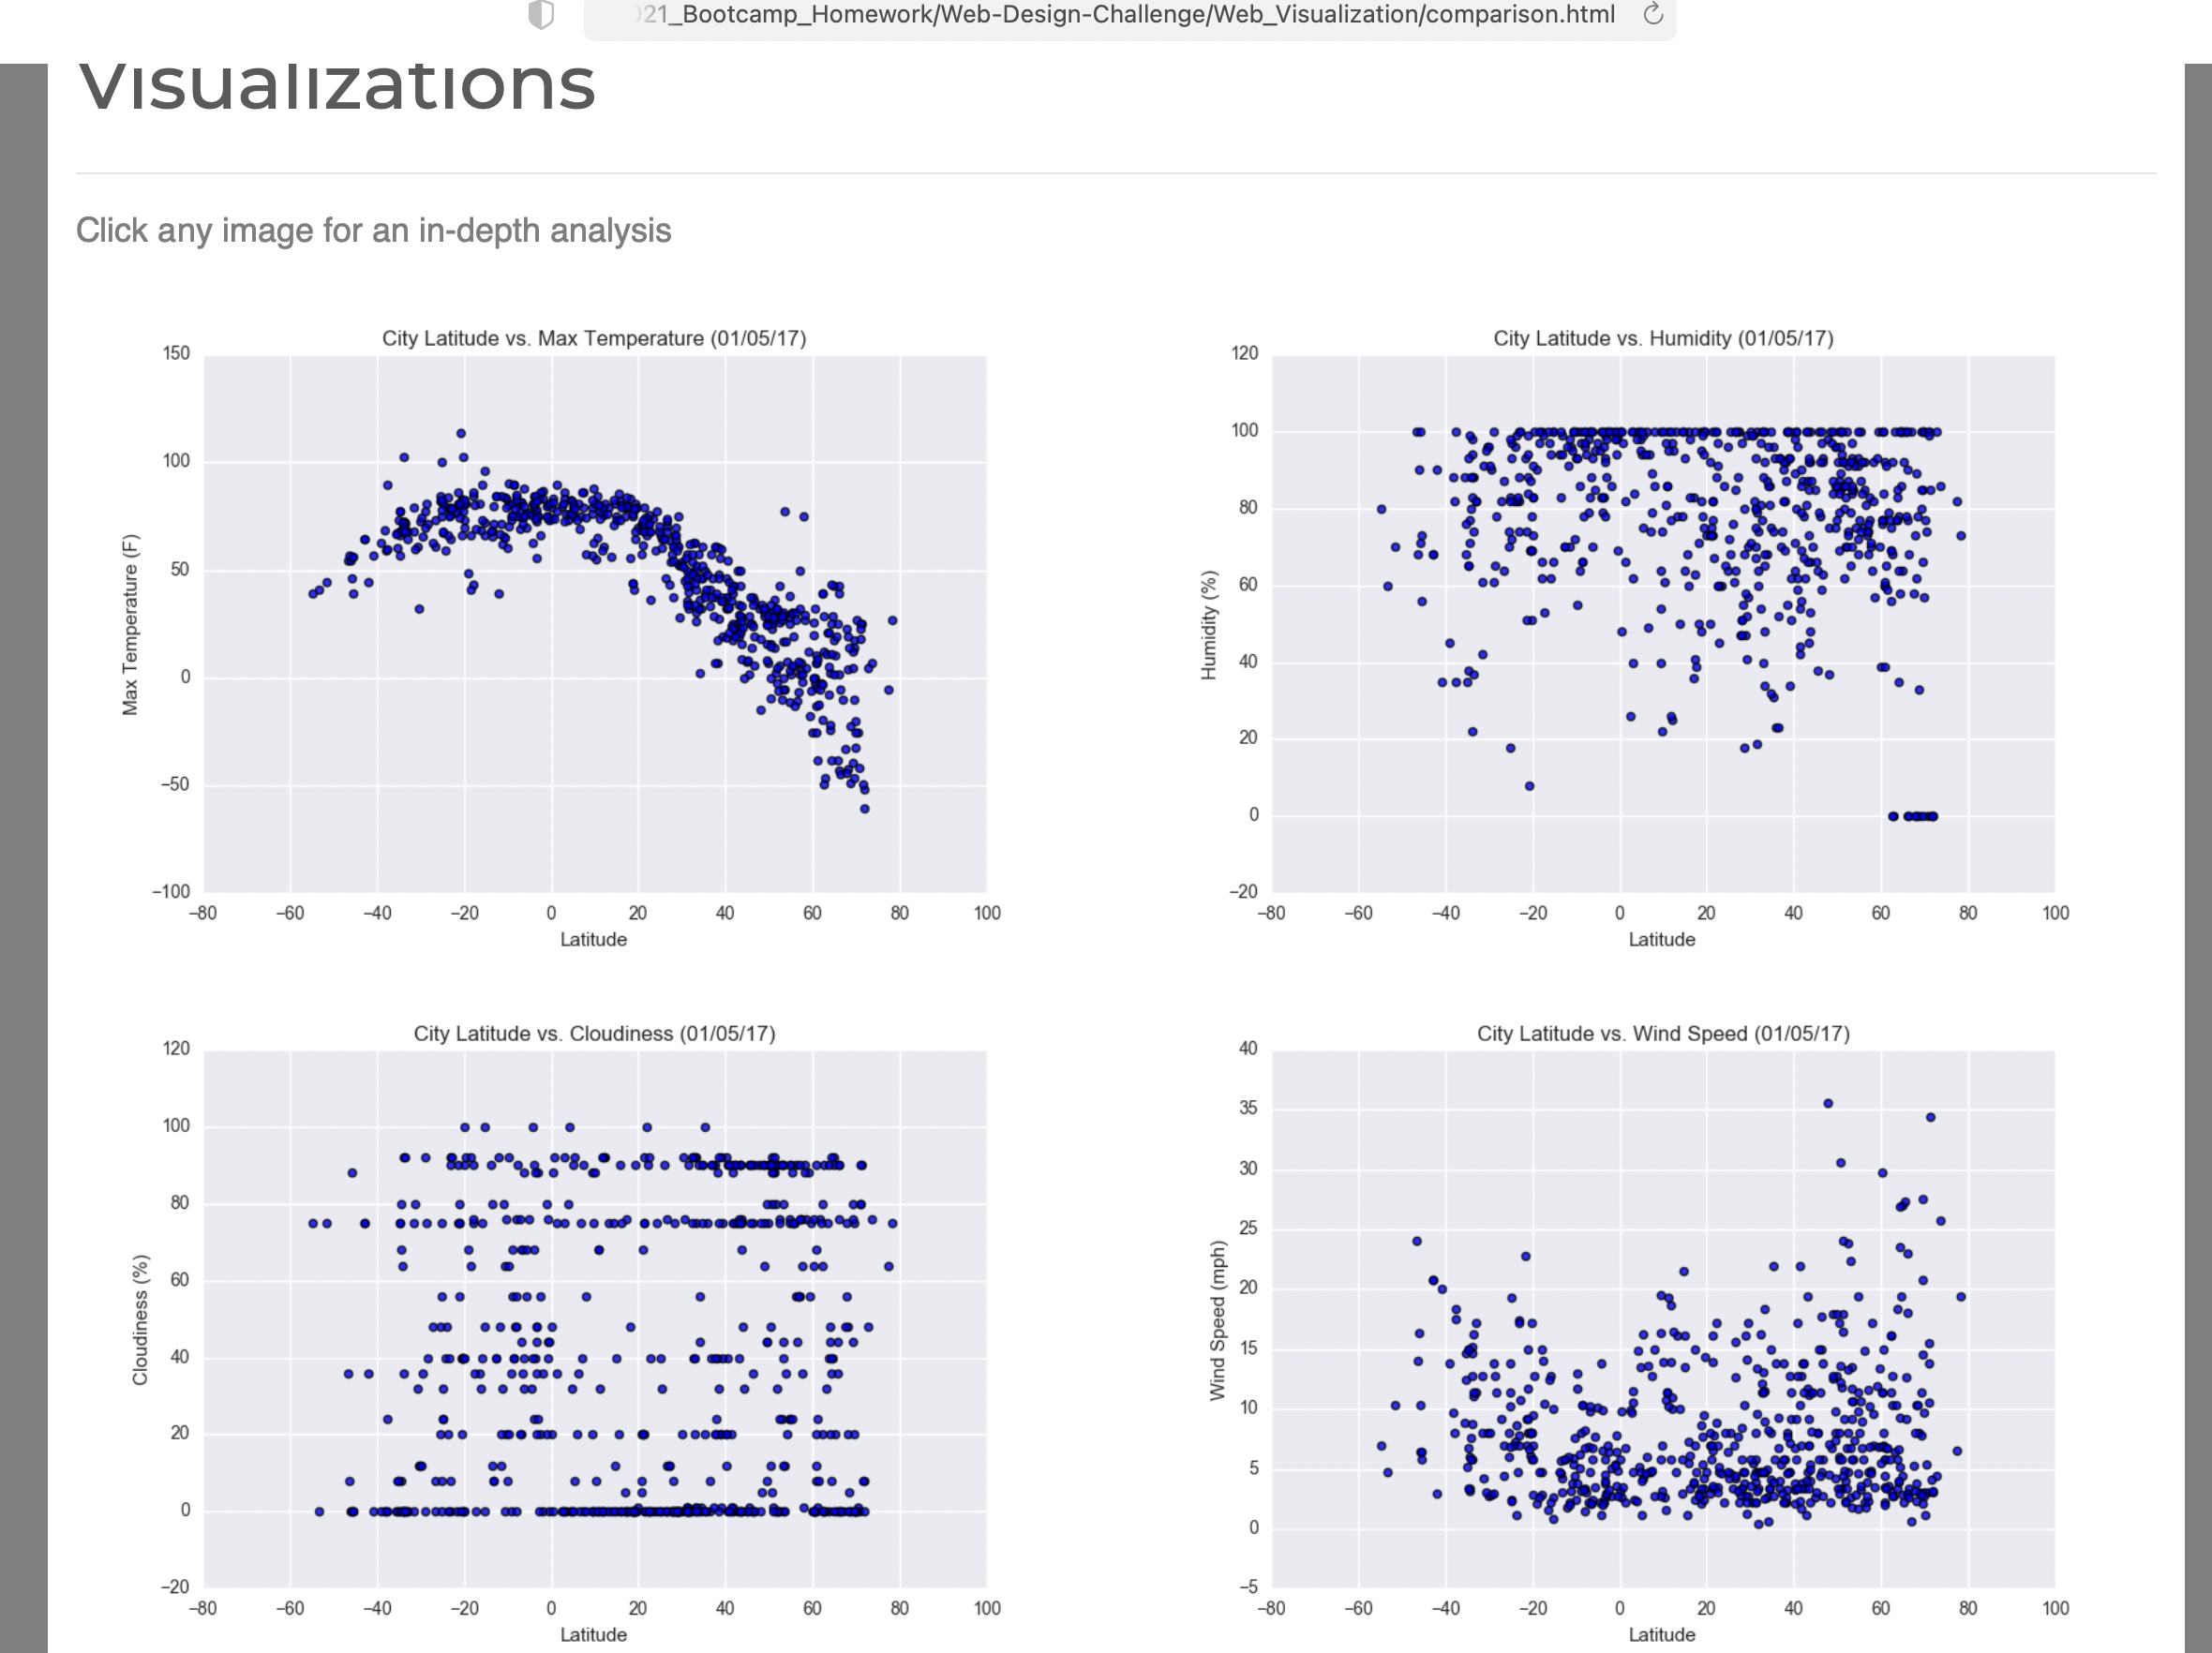 21_Bootcamp_Homework/Web-Design-Challenge/Web_Visualization/comparison.html
Visualizations
Click any image for an in-depth analysis
City Latitude vs. Max Temperature (01/05/17)
150
100
50
0
−50
−100
Max Temperature (F)
−80 −60 −40 −20 0 20 40 60 80 100
Latitude
City Latitude vs. Humidity (01/05/17)
120
100
80
60
40
20
0
−20
Humidity (%)
−80 −60 −40 −20 0 20 40 60 80 100
Latitude
City Latitude vs. Cloudiness (01/05/17)
120
100
80
60
40
20
0
−20
Cloudiness (%)
−80 −60 −40 −20 0 20 40 60 80 100
Latitude
City Latitude vs. Wind Speed (01/05/17)
40
35
30
25
20
15
10
5
0
−5
Wind Speed (mph)
−80 −60 −40 −20 0 20 40 60 80 100
Latitude